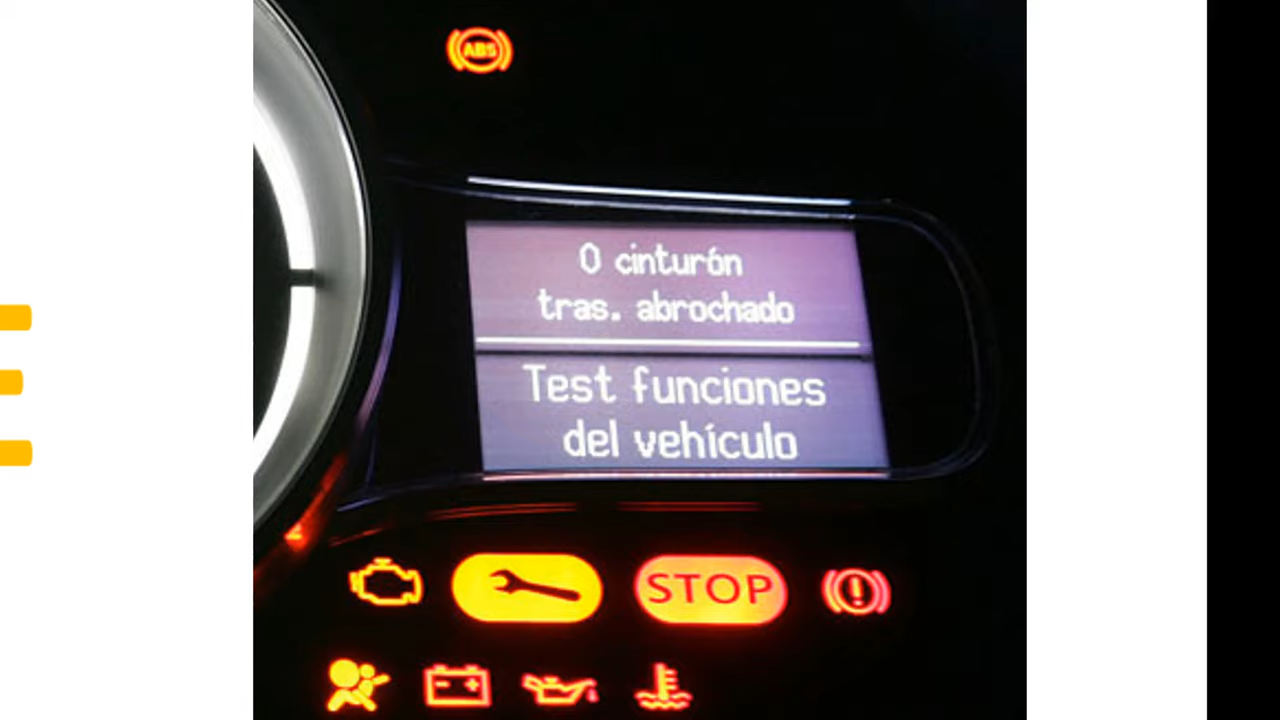 ABS
0 cinturón
tras. abrochado
Test funciones
del vehículo
STOP